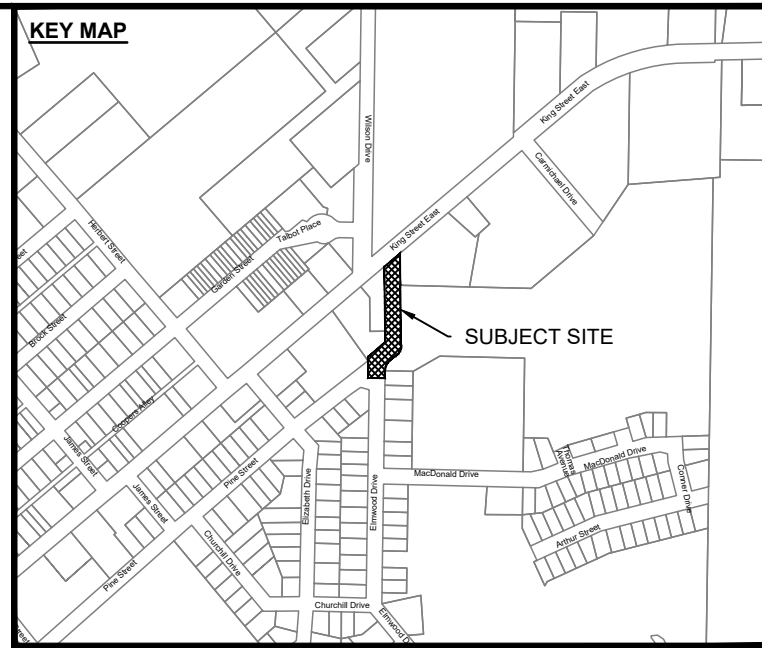 KEY MAP
King Street East
Wilson Drive
Carmichael Drive
Herbert Street
Talbot Place
King Street East
Garden Street
Brock Street
SUBJECT SITE
Coopers Alley
James Street
Pine Street
MacDonald Drive
Thomas Avenue
MacDonald Drive
Elizabeth Drive
Elmwood Drive
Conner Drive
James Street
Arthur Street
Churchill Drive
Pine Street
Churchill Drive
Elmwood D